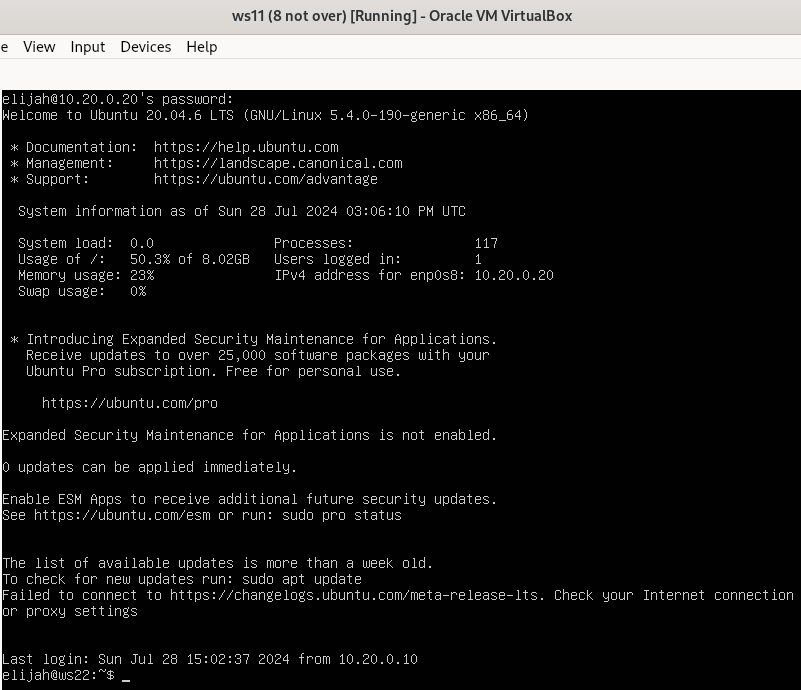 ws11 (8 not over) [Running] - Oracle VM VirtualBox
e View Input Devices Help
elijah@10.20.0.20's password:
Welcome to Ubuntu 20.04.6 LTS (GNU/Linux 5.4.0-190-generic x86_64)
* Documentation: https://help.ubuntu.com
* Management: https://landscape.canonical.com
* Support: https://ubuntu.com/advantage
System information as of Sun 28 Jul 2024 03:06:10 PM UTC
System load: 0.0 Processes: 117
Usage of /: 50.3% of 8.02GB Users logged in: 1
Memory usage: 23% IPv4 address for enp0s8: 10.20.0.20
Swap usage: 0%
* Introducing Expanded Security Maintenance for Applications.
Receive updates to over 25,000 software packages with your
Ubuntu Pro subscription. Free for personal use.
https://ubuntu.com/pro
Expanded Security Maintenance for Applications is not enabled.
0 updates can be applied immediately.
Enable ESM Apps to receive additional future security updates.
See https://ubuntu.com/esm or run: sudo pro status
The list of available updates is more than a week old.
To check for new updates run: sudo apt update
Failed to connect to https://changelogs.ubuntu.com/meta-release-lts. Check your Internet connection
or proxy settings
Last login: Sun Jul 28 15:02:37 2024 from 10.20.0.10
elijah@ws22:~$ _